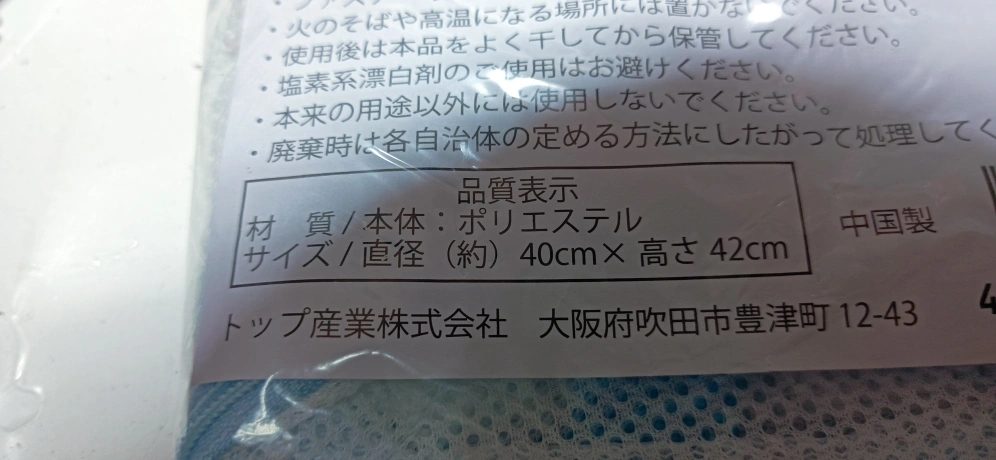 ・火のそばや高温になる場所には置かないでください。
・使用後は本品をよく干してから保管してください。
・塩素系漂白剤のご使用はお避けください。
・本来の用途以外には使用しないでください。
・廃棄時は各自治体の定める方法にしたがって処理してく
品質表示
材　質 / 本体：ポリエステル
サイズ / 直径（約）40cm× 高さ 42cm
中国製
トップ産業株式会社　大阪府吹田市豊津町 12-43
4